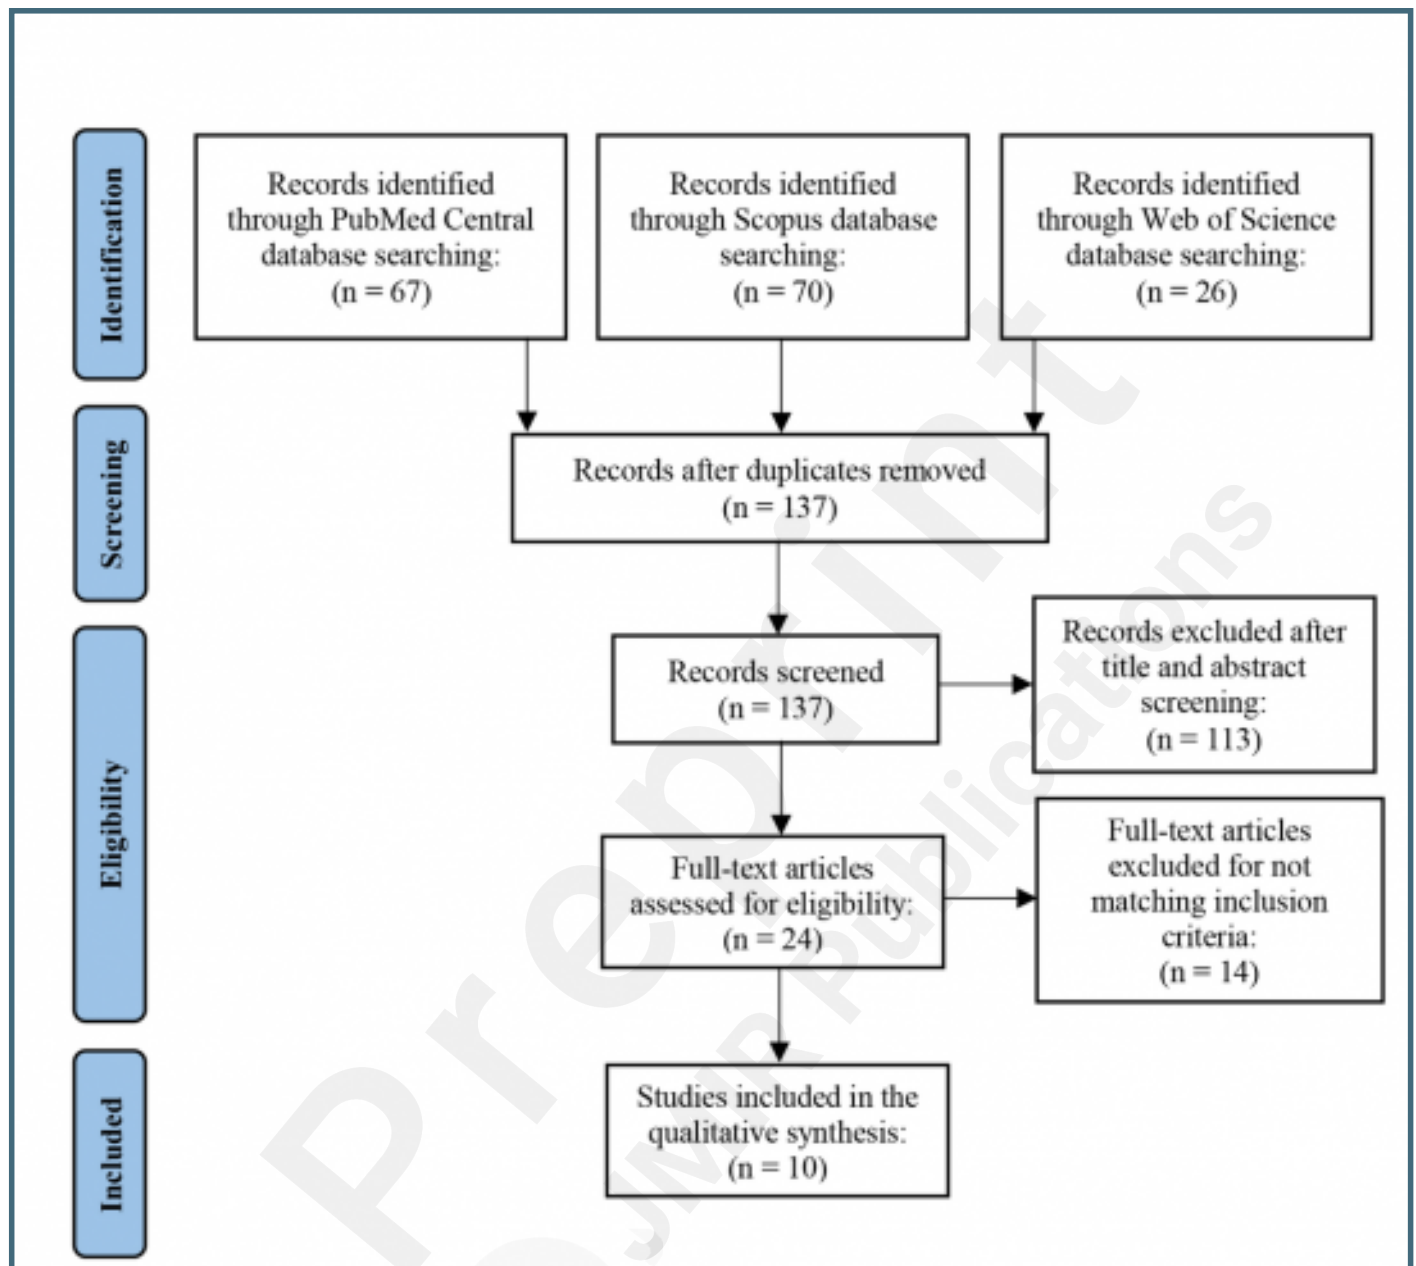 Identification
Records identified
through PubMed Central
database searching:
(n = 67)
Records identified
through Scopus database
searching:
(n = 70)
Records identified
through Web of Science
database searching:
(n = 26)
Screening
Records after duplicates removed
(n = 137)
Eligibility
Records screened
(n = 137)
Records excluded after
title and abstract
screening:
(n = 113)
Full-text articles
assessed for eligibility:
(n = 24)
Full-text articles
excluded for not
matching inclusion
criteria:
(n = 14)
Included
Studies included in the
qualitative synthesis:
(n = 10)
Preprint
JMIR Publications